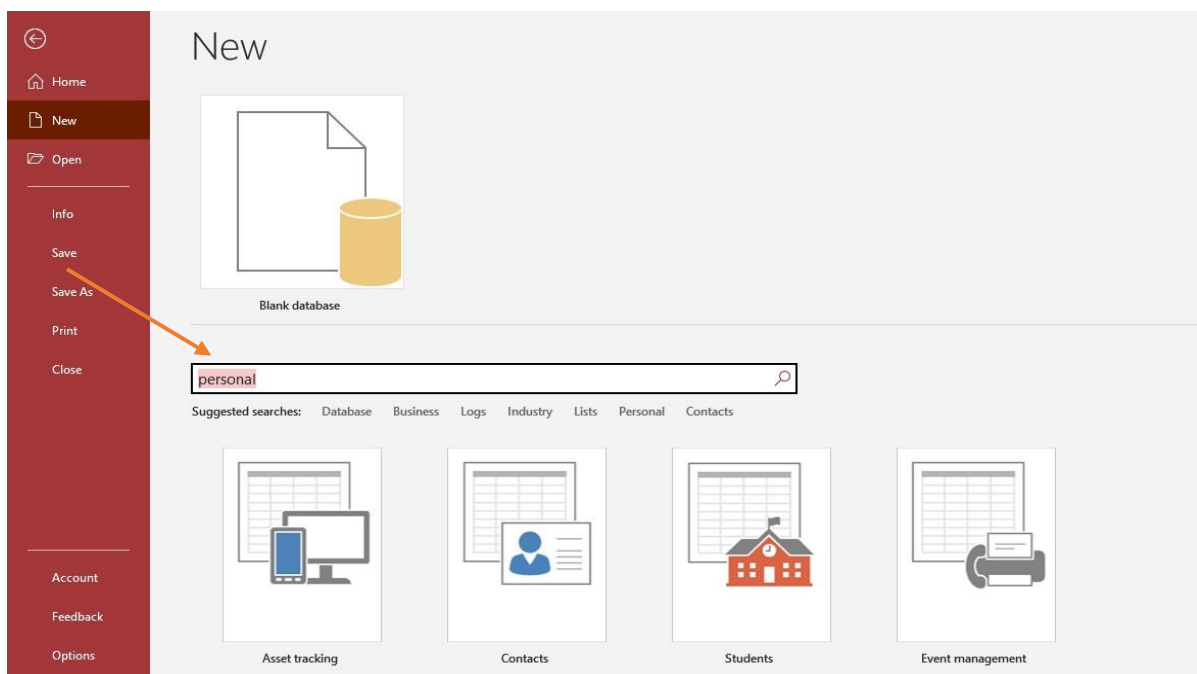 New
Home
New
Open
Info
Save
Save As
Print
Close
Account
Feedback
Options
Blank database
personal
Suggested searches: Database Business Logs Industry Lists Personal Contacts
Asset tracking Contacts Students Event management